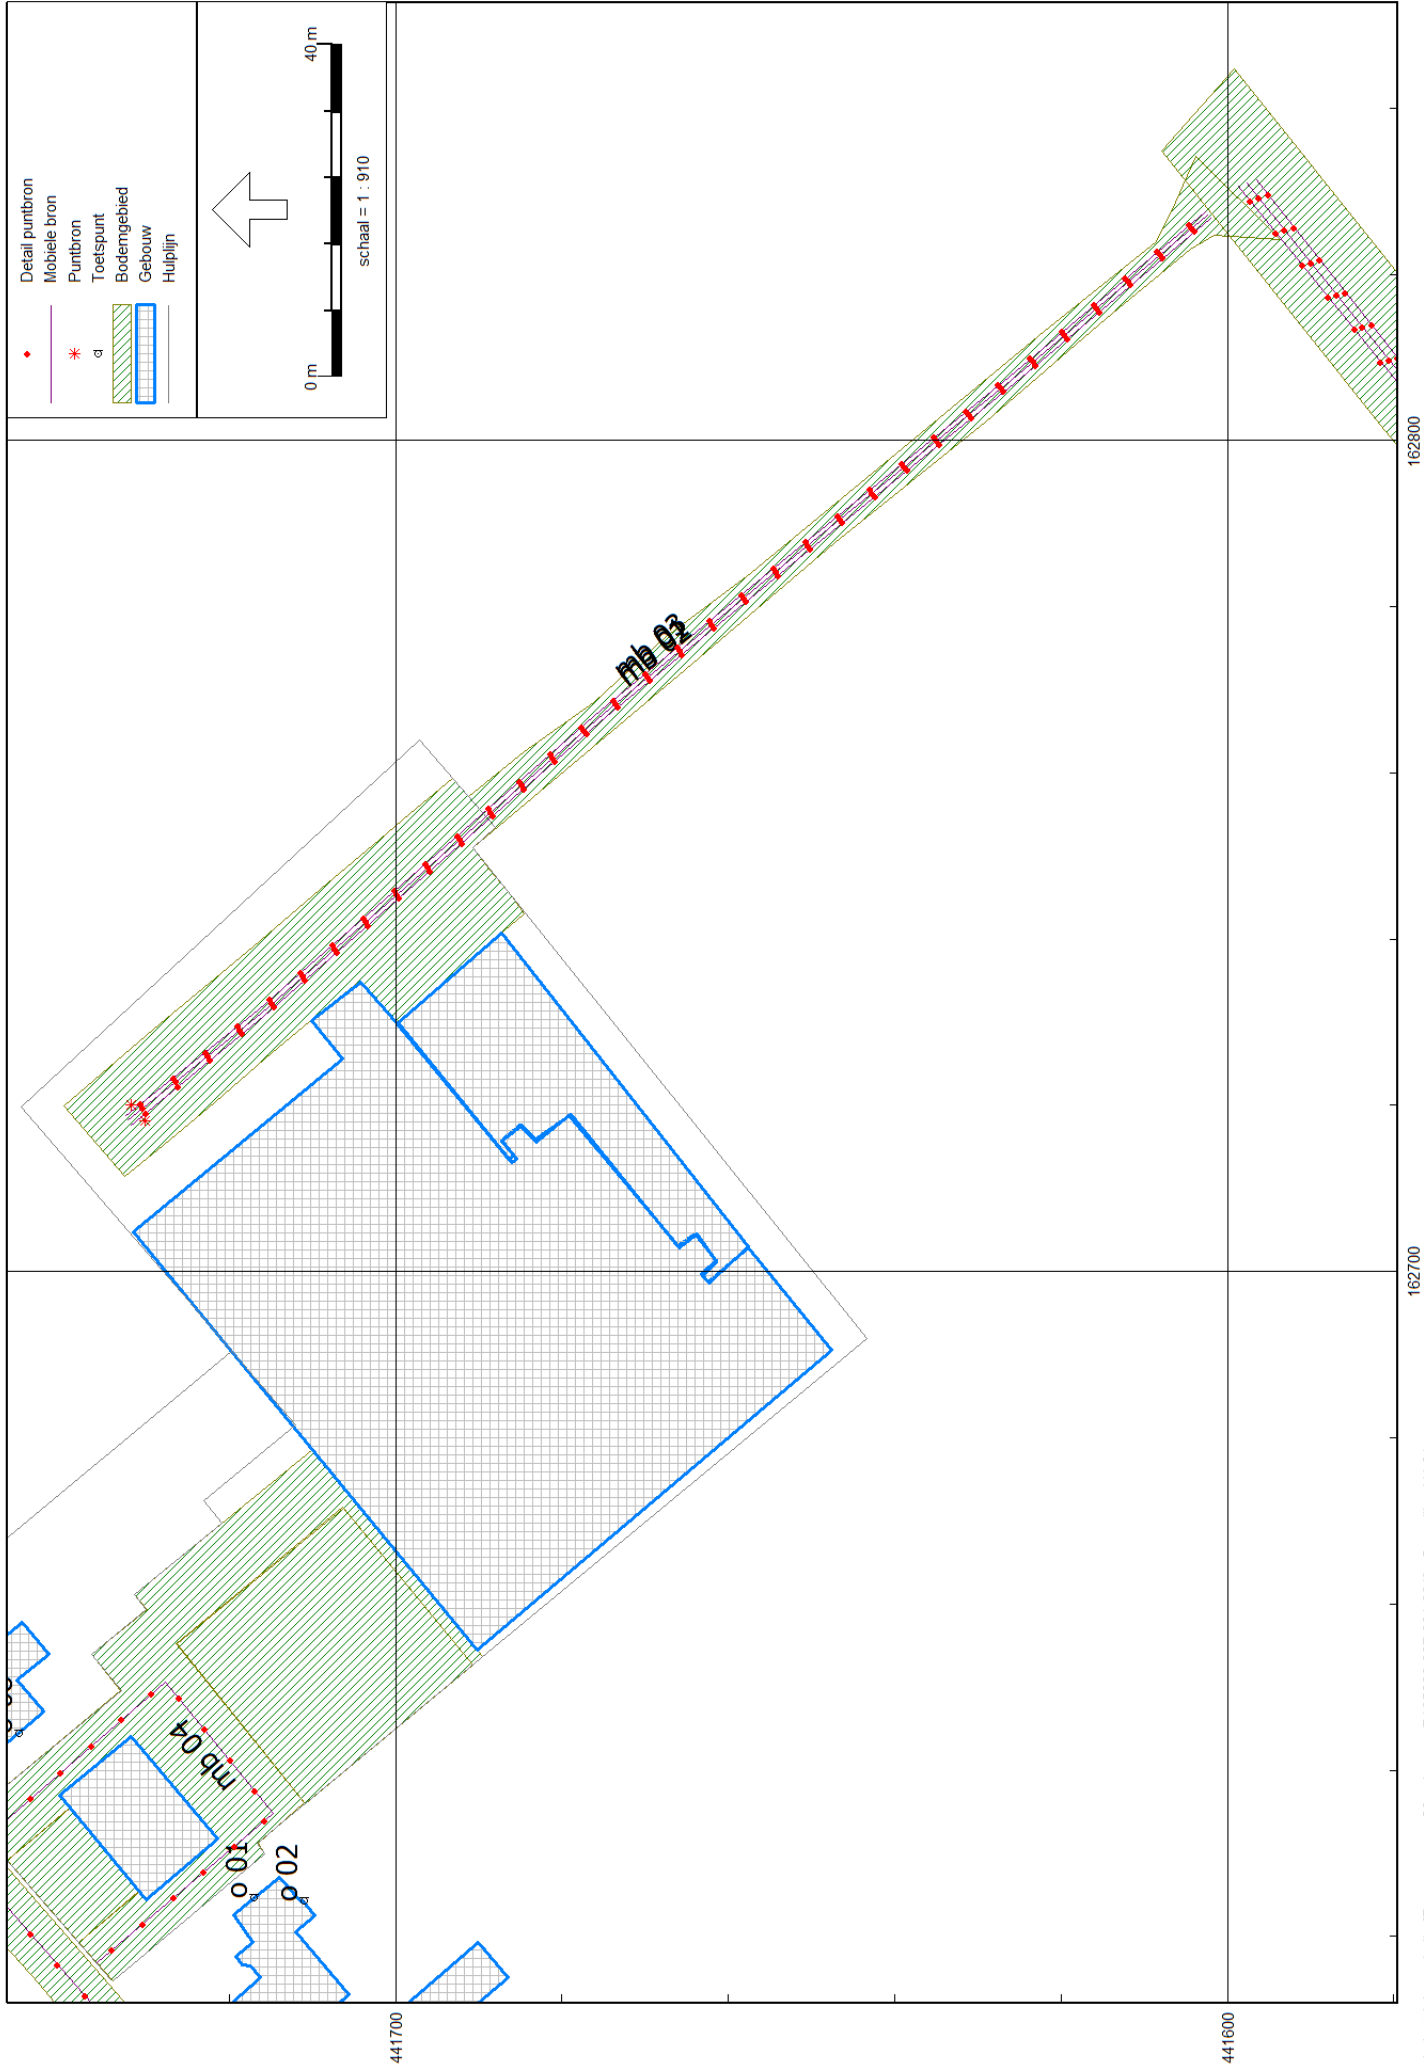 Detail puntbron
Mobiele bron
Puntbron
Toetspunt
Bodemgebied
Gebouw
Hulplijn
0 m
40 m
schaal = 1 : 910
mb 04
o 01
o 02
441700
441600
162700
162800